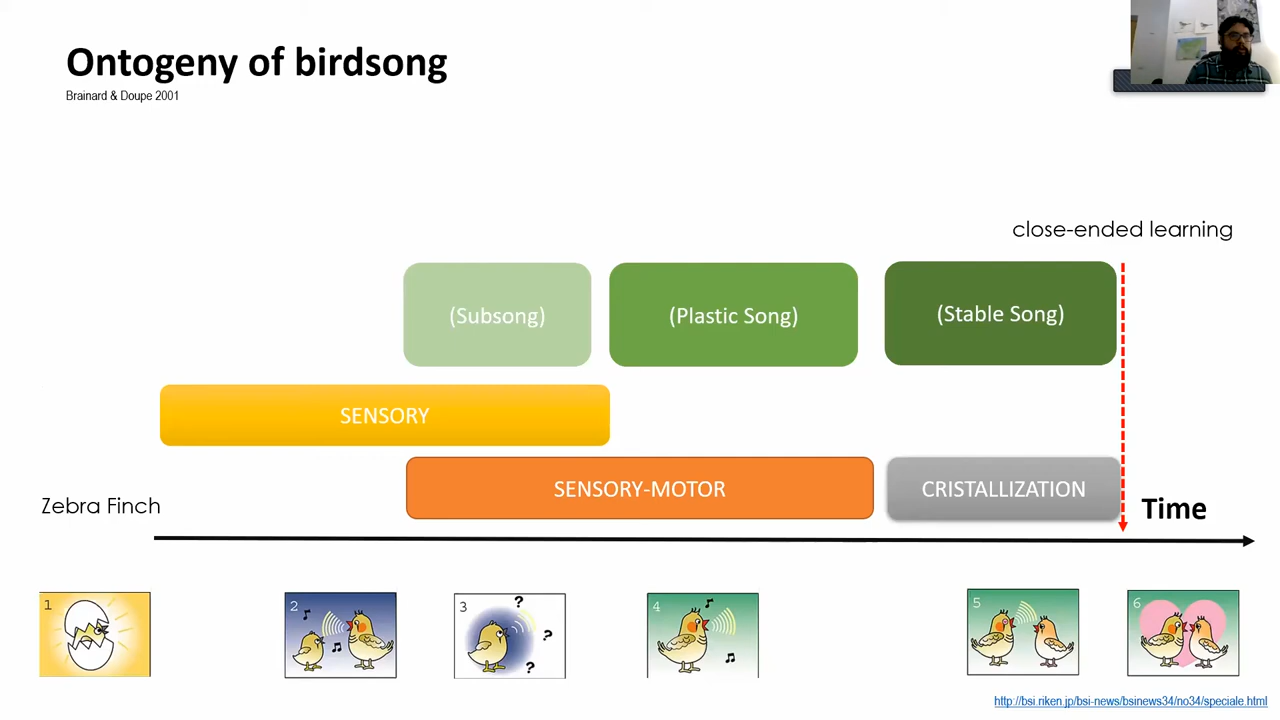 Ontogeny of birdsong
Brainard & Doupe 2001
close-ended learning
(Subsong)
(Plastic Song)
(Stable Song)
SENSORY
SENSORY-MOTOR
CRISTALLIZATION
Zebra Finch
Time
1
2
3
? ? ?
4
5
6
http://bsi.riken.jp/bsi-news/bsinews34/no34/speciale.html